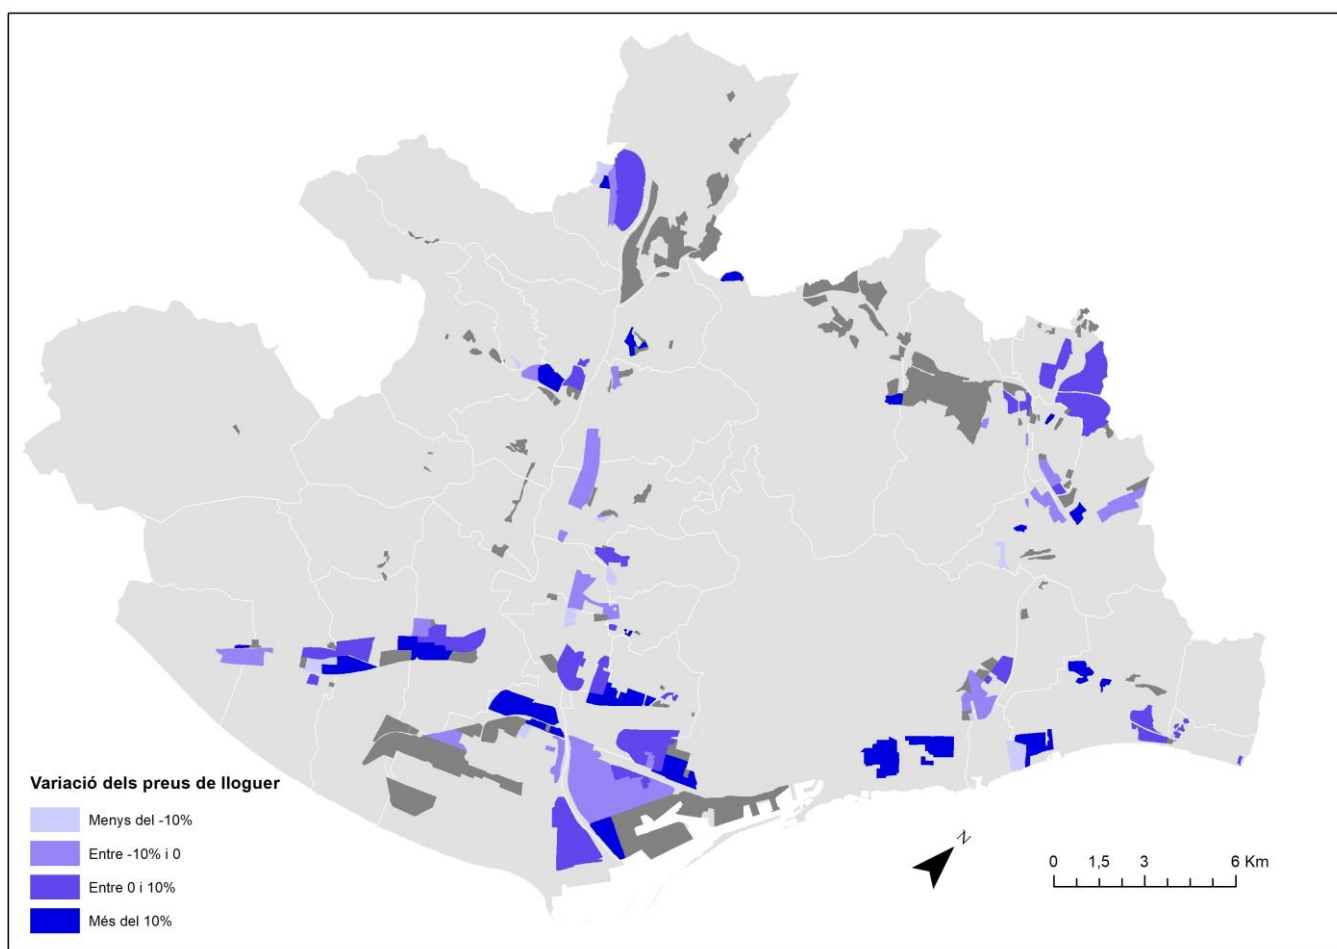 Variació dels preus de lloguer
Menys del -10%
Entre -10% i 0
Entre 0 i 10%
Més del 10%
N
0 1,5 3 6 Km